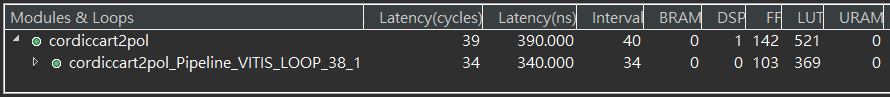 Modules & Loops Latency(cycles) Latency(ns) Interval BRAM DSP FF LUT URAM
cordiccart2pol 39 390.000 40 0 1 142 521 0
cordiccart2pol_Pipeline_VITIS_LOOP_38_1 34 340.000 34 0 0 103 369 0